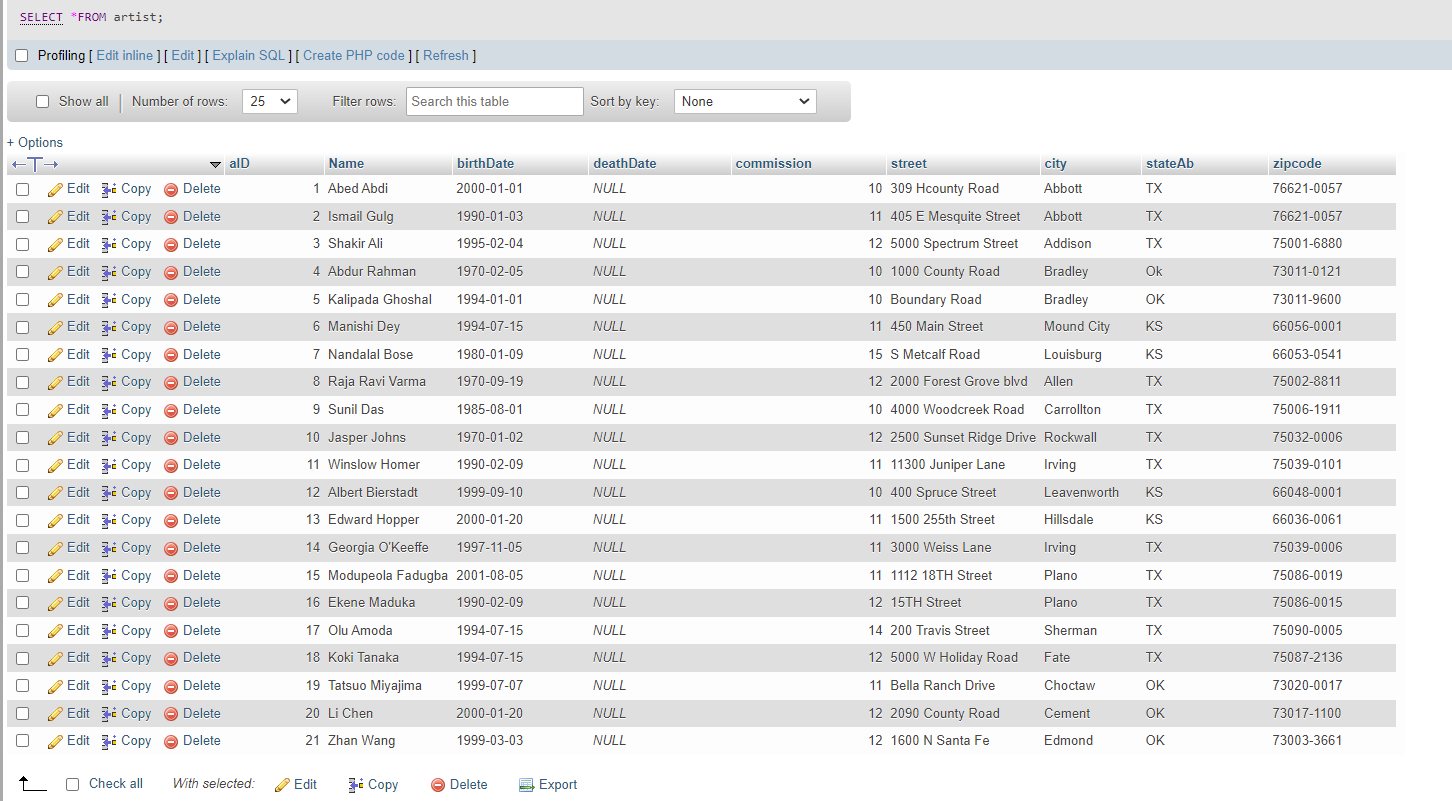 SELECT *FROM artist;
Profiling [ Edit inline ] [ Edit ] [ Explain SQL ] [ Create PHP code ] [ Refresh ]
Show all | Number of rows: 25 Filter rows: Search this table Sort by key: None
+ Options
←T→ aID Name birthDate deathDate commission street city stateAb zipcode
Edit Copy Delete 1 Abed Abdi 2000-01-01 NULL 10 309 Hcounty Road Abbott TX 76621-0057
Edit Copy Delete 2 Ismail Gulg 1990-01-03 NULL 11 405 E Mesquite Street Abbott TX 76621-0057
Edit Copy Delete 3 Shakir Ali 1995-02-04 NULL 12 5000 Spectrum Street Addison TX 75001-6880
Edit Copy Delete 4 Abdur Rahman 1970-02-05 NULL 10 1000 County Road Bradley Ok 73011-0121
Edit Copy Delete 5 Kalipada Ghoshal 1994-01-01 NULL 10 Boundary Road Bradley OK 73011-9600
Edit Copy Delete 6 Manishi Dey 1994-07-15 NULL 11 450 Main Street Mound City KS 66056-0001
Edit Copy Delete 7 Nandalal Bose 1980-01-09 NULL 15 S Metcalf Road Louisburg KS 66053-0541
Edit Copy Delete 8 Raja Ravi Varma 1970-09-19 NULL 12 2000 Forest Grove blvd Allen TX 75002-8811
Edit Copy Delete 9 Sunil Das 1985-08-01 NULL 10 4000 Woodcreek Road Carrollton TX 75006-1911
Edit Copy Delete 10 Jasper Johns 1970-01-02 NULL 12 2500 Sunset Ridge Drive Rockwall TX 75032-0006
Edit Copy Delete 11 Winslow Homer 1990-02-09 NULL 11 11300 Juniper Lane Irving TX 75039-0101
Edit Copy Delete 12 Albert Bierstadt 1999-09-10 NULL 10 400 Spruce Street Leavenworth KS 66048-0001
Edit Copy Delete 13 Edward Hopper 2000-01-20 NULL 11 1500 255th Street Hillsdale KS 66036-0061
Edit Copy Delete 14 Georgia O'Keeffe 1997-11-05 NULL 11 3000 Weiss Lane Irving TX 75039-0006
Edit Copy Delete 15 Modupeola Fadugba 2001-08-05 NULL 11 1112 18TH Street Plano TX 75086-0019
Edit Copy Delete 16 Ekene Maduka 1990-02-09 NULL 12 15TH Street Plano TX 75086-0015
Edit Copy Delete 17 Olu Amoda 1994-07-15 NULL 14 200 Travis Street Sherman TX 75090-0005
Edit Copy Delete 18 Koki Tanaka 1994-07-15 NULL 12 5000 W Holiday Road Fate TX 75087-2136
Edit Copy Delete 19 Tatsuo Miyajima 1999-07-07 NULL 11 Bella Ranch Drive Choctaw OK 73020-0017
Edit Copy Delete 20 Li Chen 2000-01-20 NULL 12 2090 County Road Cement OK 73017-1100
Edit Copy Delete 21 Zhan Wang 1999-03-03 NULL 12 1600 N Santa Fe Edmond OK 73003-3661
Check all With selected: Edit Copy Delete Export